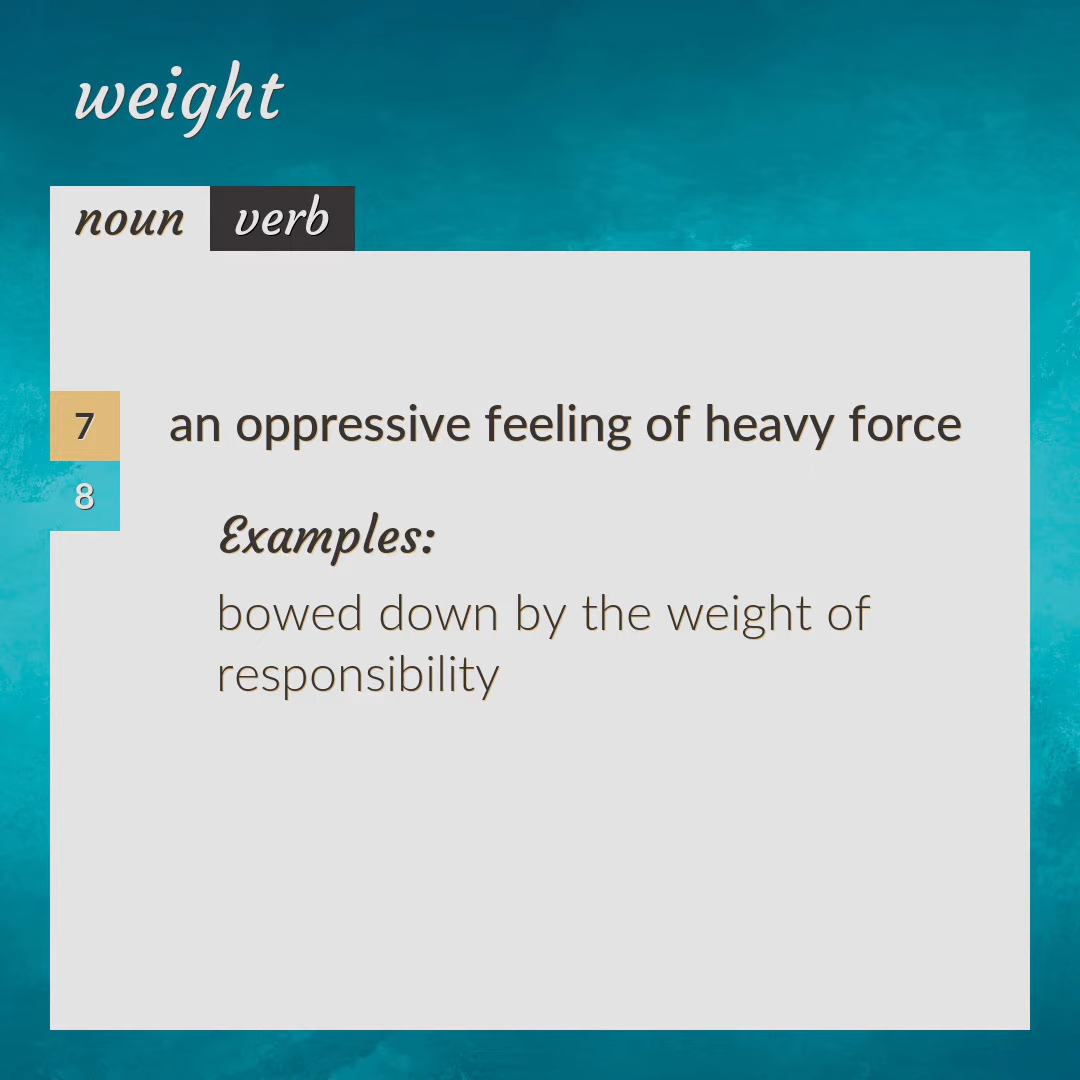 weight
noun verb
7 an oppressive feeling of heavy force
8
Examples:
bowed down by the weight of
responsibility